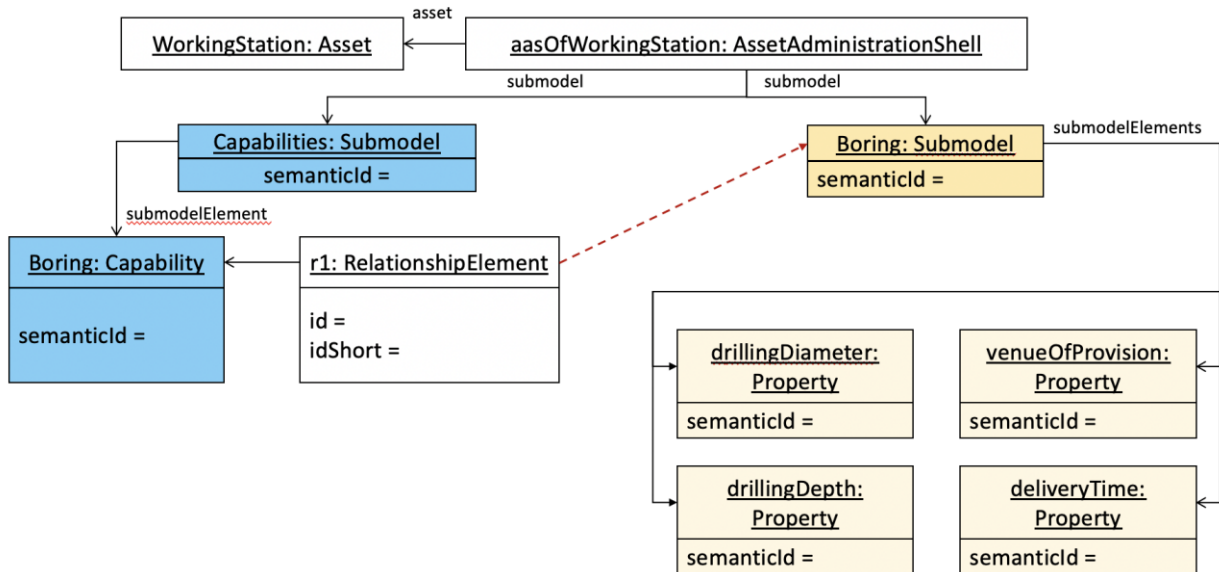 asset
WorkingStation: Asset
aasOfWorkingStation: AssetAdministrationShell
submodel
submodel
Capabilities: Submodel
semanticId =
Boring: Submodel
semanticId =
submodelElements
submodelElement
Boring: Capability
semanticId =
r1: RelationshipElement
id =
idShort =
drillingDiameter:
Property
semanticId =
venueOfProvision:
Property
semanticId =
drillingDepth:
Property
semanticId =
deliveryTime:
Property
semanticId =